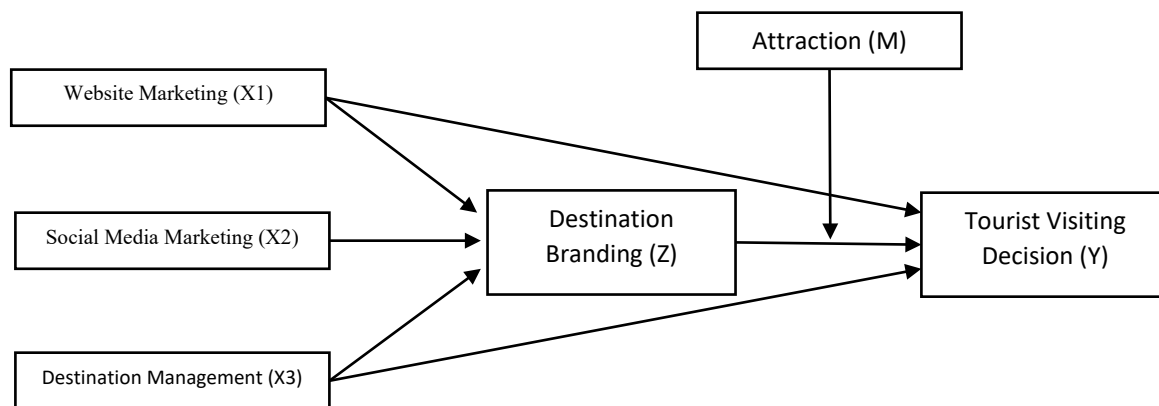 Attraction (M)
Website Marketing (X1)
Social Media Marketing (X2)
Destination
Branding (Z)
Tourist Visiting
Decision (Y)
Destination Management (X3)